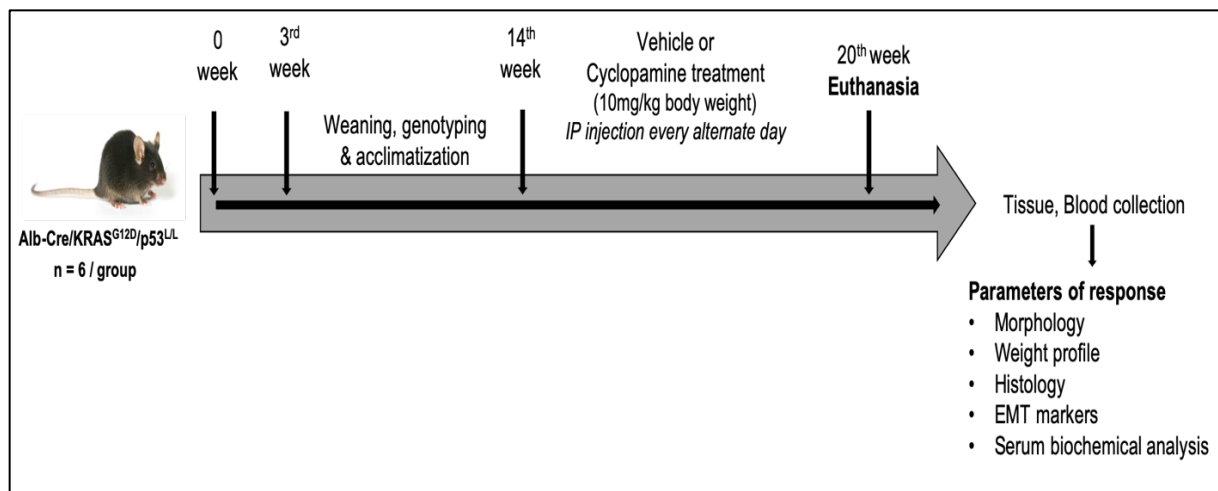 0
week
3rd
week
Weaning, genotyping
& acclimatization
14th
week
Vehicle or
Cyclopamine treatment
(10mg/kg body weight)
IP injection every alternate day
20th week
Euthanasia
Alb-Cre/KRASG12D/p53L/L
n = 6 / group
Tissue, Blood collection
Parameters of response
• Morphology
• Weight profile
• Histology
• EMT markers
• Serum biochemical analysis